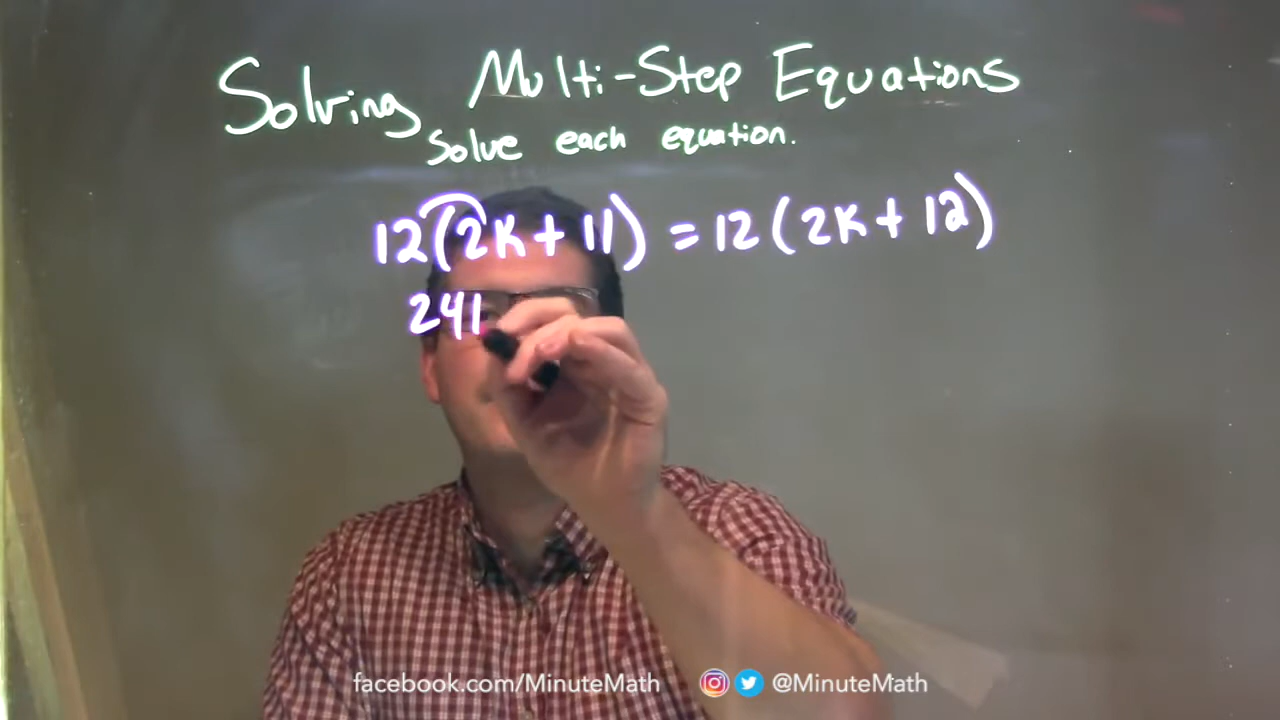 Solving Multi-Step Equations
Solve each equation.
12(2K+11) = 12(2K+12)
241
facebook.com/MinuteMath @MinuteMath